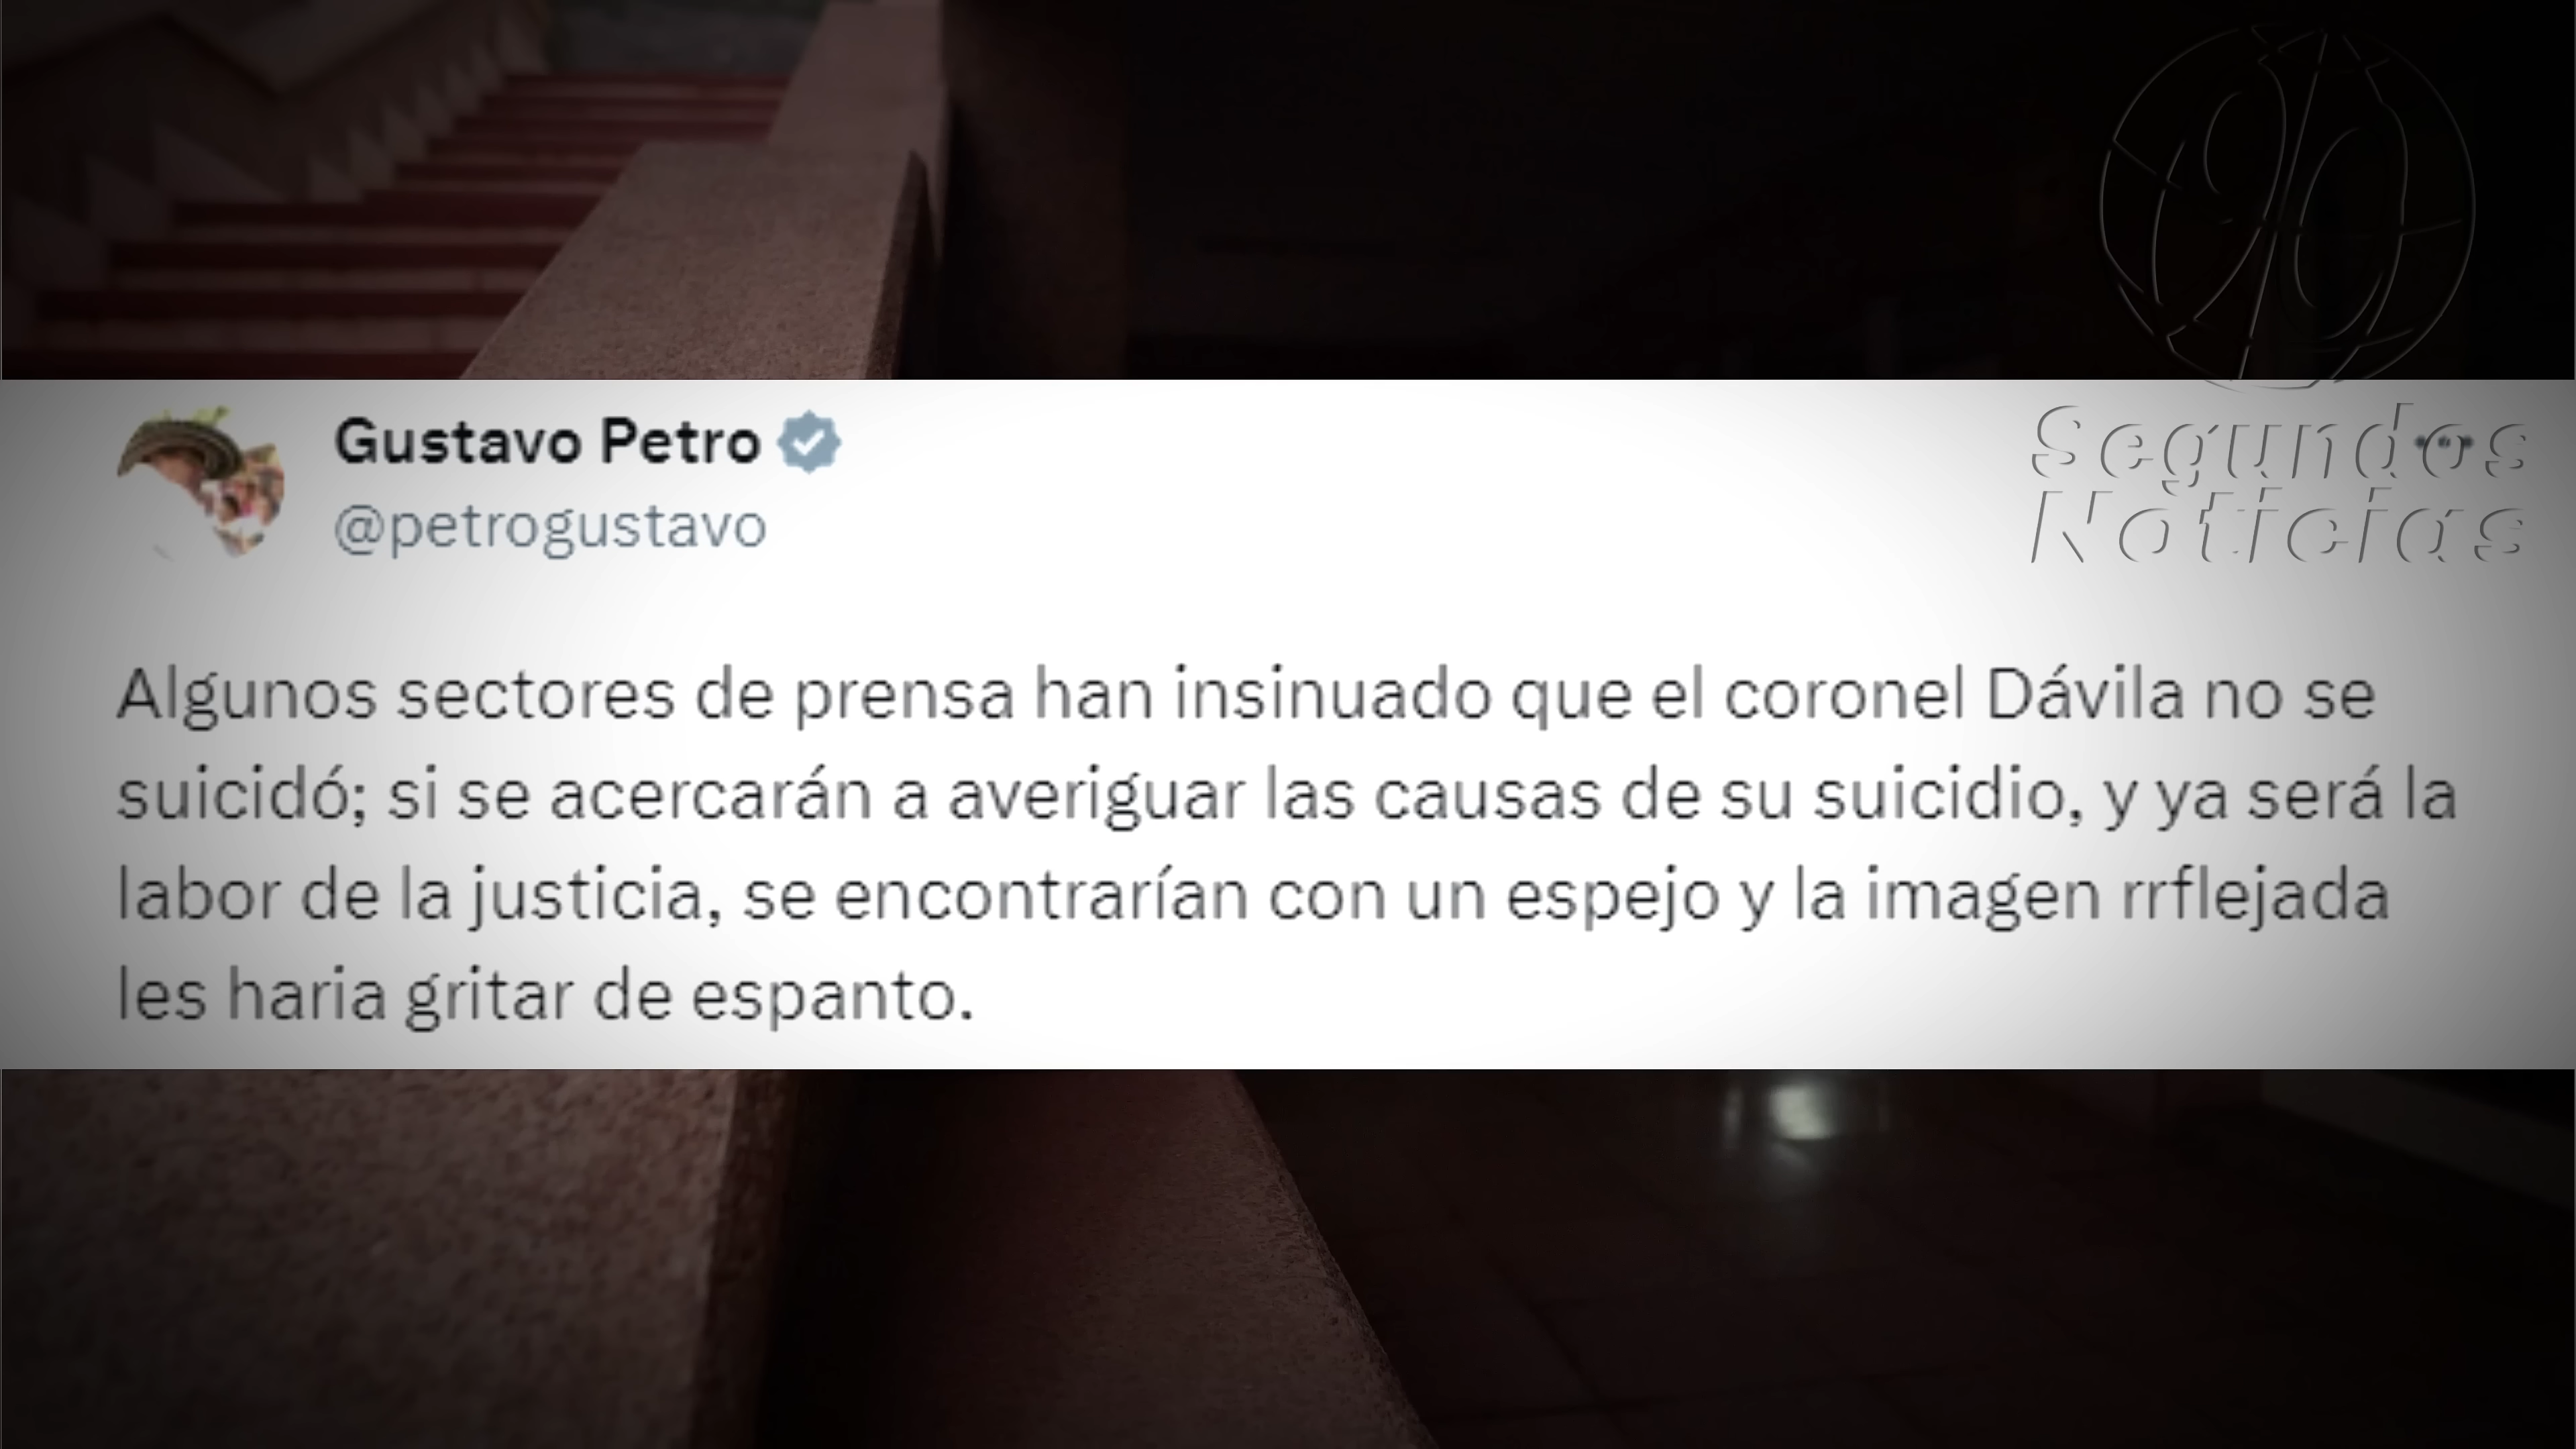 90
Segundos
Noticias
Gustavo Petro
@petrogustavo
Algunos sectores de prensa han insinuado que el coronel Dávila no se
suicidó; si se acercarán a averiguar las causas de su suicidio, y ya será la
labor de la justicia, se encontrarían con un espejo y la imagen rrflejada
les haria gritar de espanto.